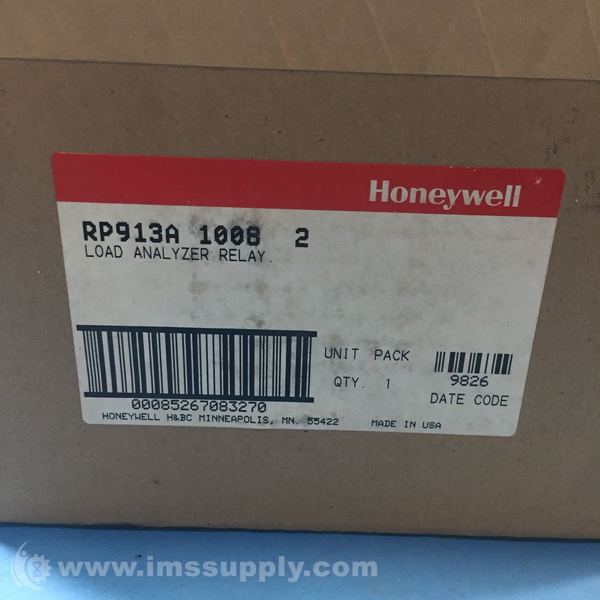 Honeywell
RP913A 1008 2
LOAD ANALYZER RELAY.
UNIT PACK
QTY. 1
9826
DATE CODE
00085267083270
HONEYWELL H&BC MINNEAPOLIS, MN. 55422 MADE IN USA
www.imssupply.com